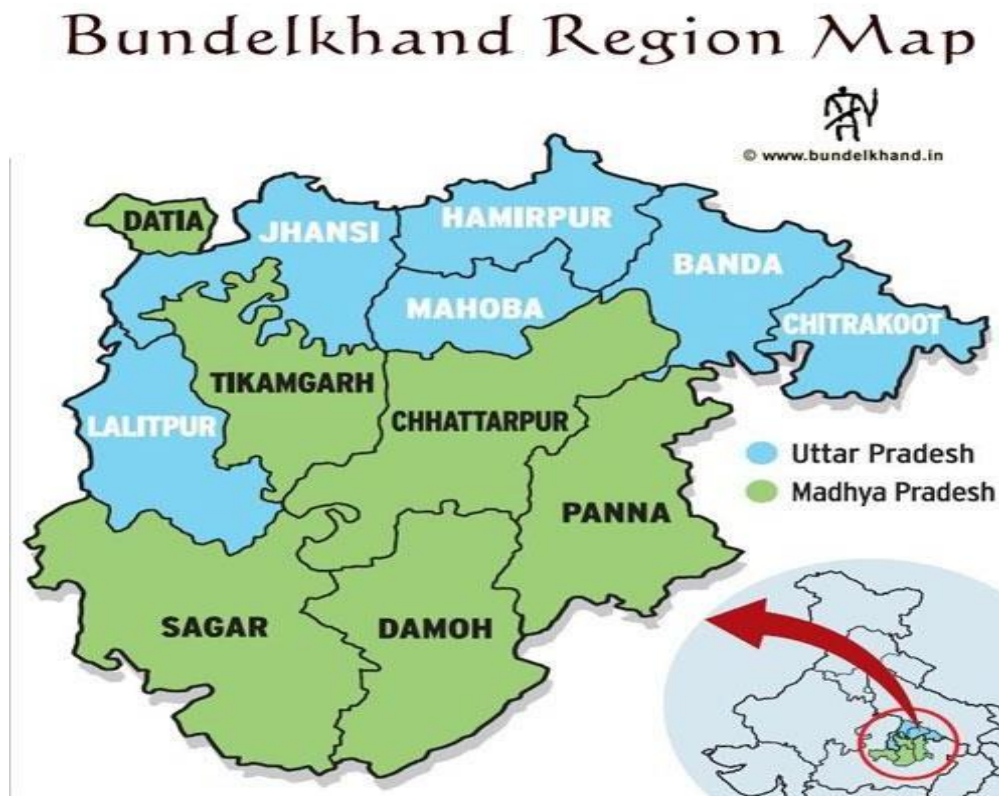 Bundelkhand Region Map
© www.bundelkhand.in
DATIA
JHANSI
HAMIRPUR
BANDA
MAHOBA
CHITRAKOOT
TIKAMGARH
LALITPUR
CHHATTARPUR
Uttar Pradesh
Madhya Pradesh
PANNA
SAGAR
DAMOH